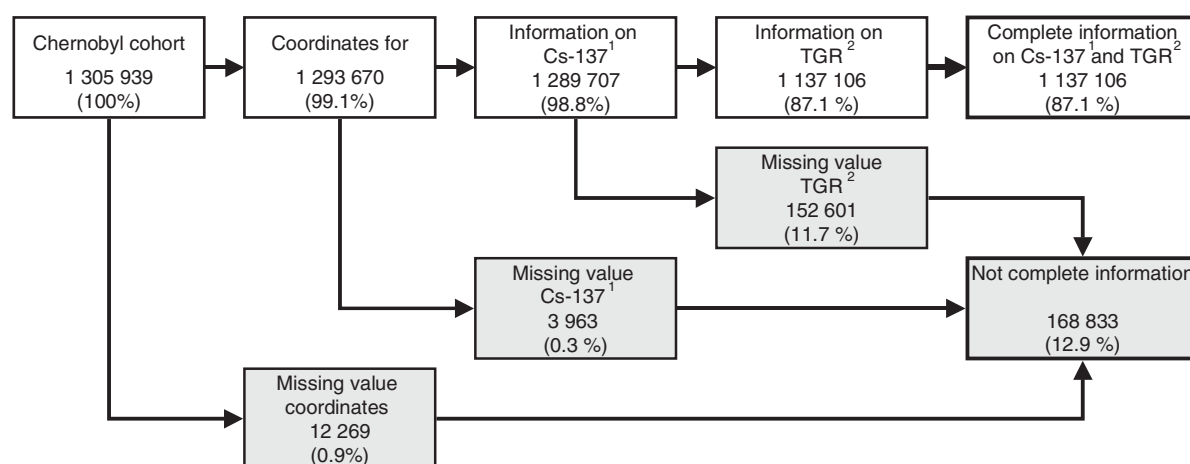 Chernobyl cohort
1 305 939
(100%)
Coordinates for
1 293 670
(99.1%)
Information on
Cs-137¹
1 289 707
(98.8%)
Information on
TGR²
1 137 106
(87.1 %)
Complete information
on Cs-137¹ and TGR²
1 137 106
(87.1 %)
Missing value
TGR²
152 601
(11.7 %)
Missing value
Cs-137¹
3 963
(0.3 %)
Not complete information
168 833
(12.9 %)
Missing value
coordinates
12 269
(0.9%)